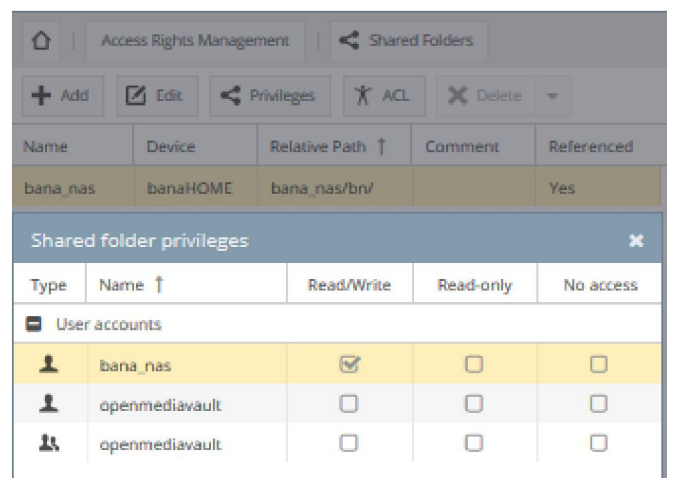 Access Rights Management | Shared Folders
Add Edit Privileges ACL Delete
Name Device Relative Path ↑ Comment Referenced
bana_nas banaHOME bana_nas/bn/ Yes
Shared folder privileges
Type Name ↑ Read/Write Read-only No access
User accounts
bana_nas
openmediavault
openmediavault